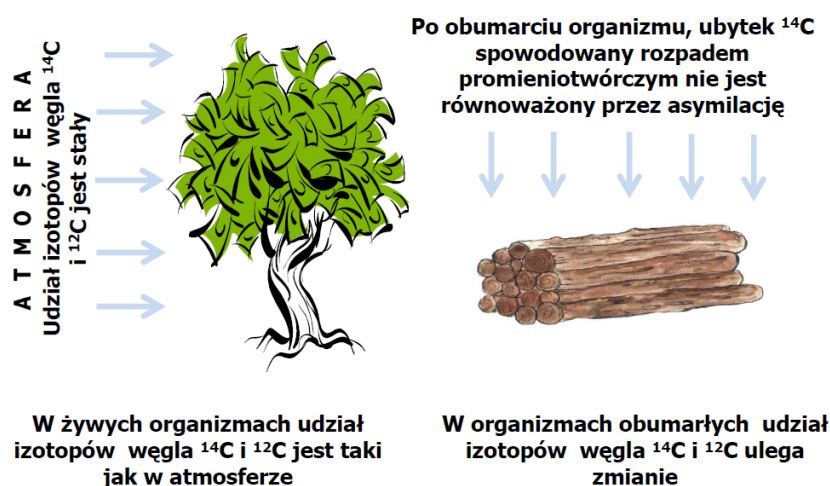 A T M O S F E R A
Udział izotopów węgla ¹⁴C
i ¹²C jest stały
Po obumarciu organizmu, ubytek ¹⁴C
spowodowany rozpadem
promieniotwórczym nie jest
równoważony przez asymilację
W żywych organizmach udział
izotopów węgla ¹⁴C i ¹²C jest taki
jak w atmosferze
W organizmach obumarłych udział
izotopów węgla ¹⁴C i ¹²C ulega
zmianie